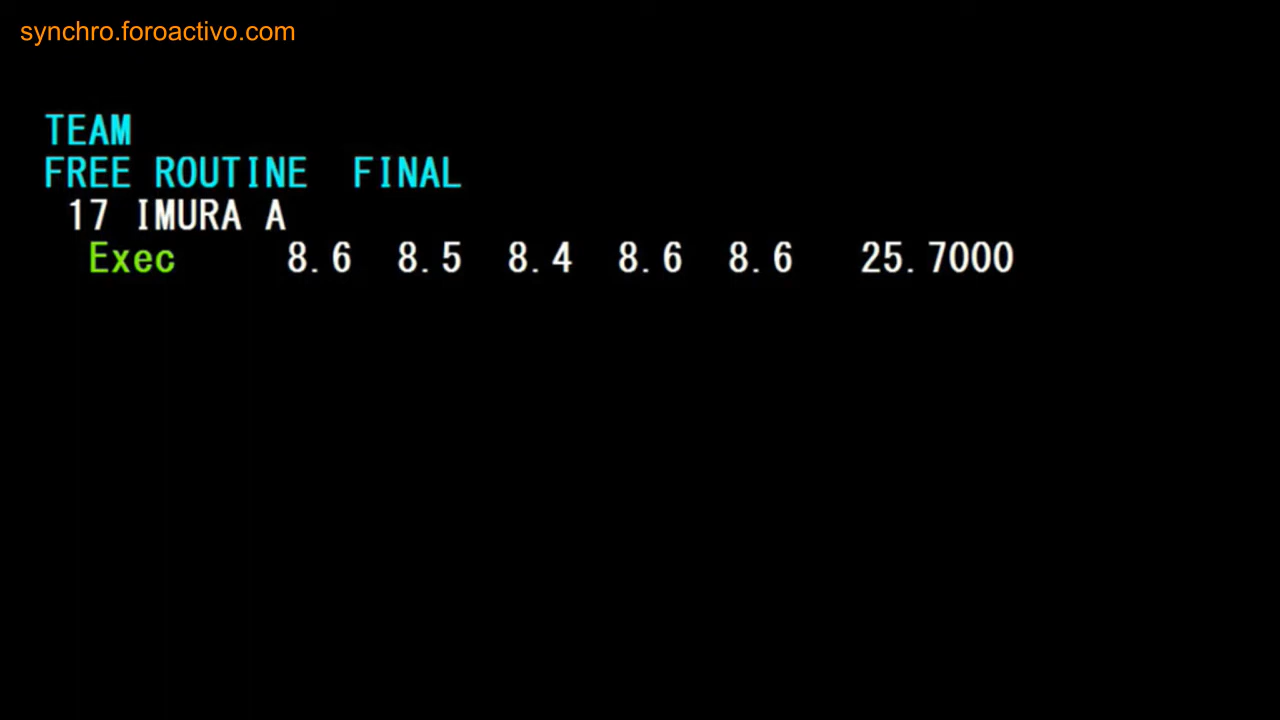 synchro.foroactivo.com
TEAM
FREE ROUTINE FINAL
17 IMURA A
Exec 8.6 8.5 8.4 8.6 8.6 25.7000